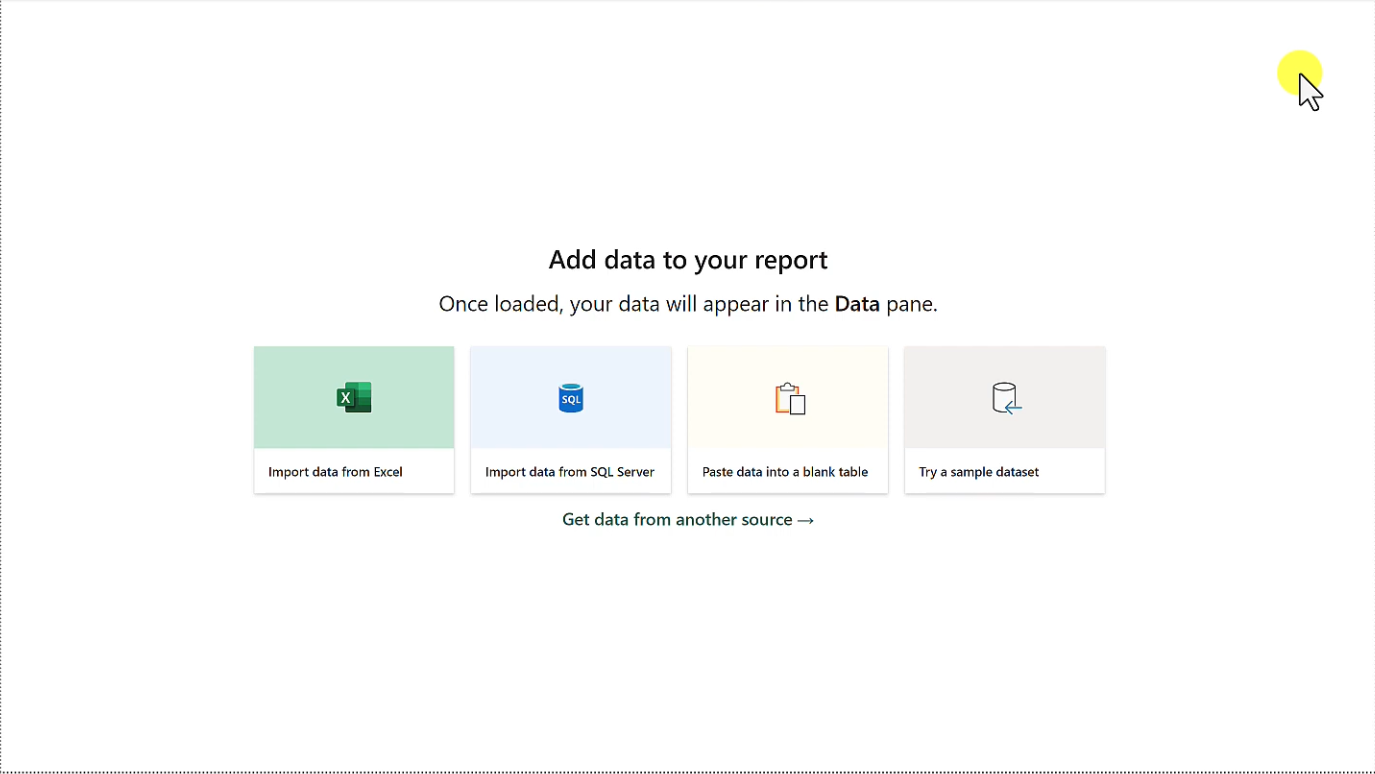 Add data to your report
Once loaded, your data will appear in the Data pane.
X
SQL
Import data from Excel
Import data from SQL Server
Paste data into a blank table
Try a sample dataset
Get data from another source →